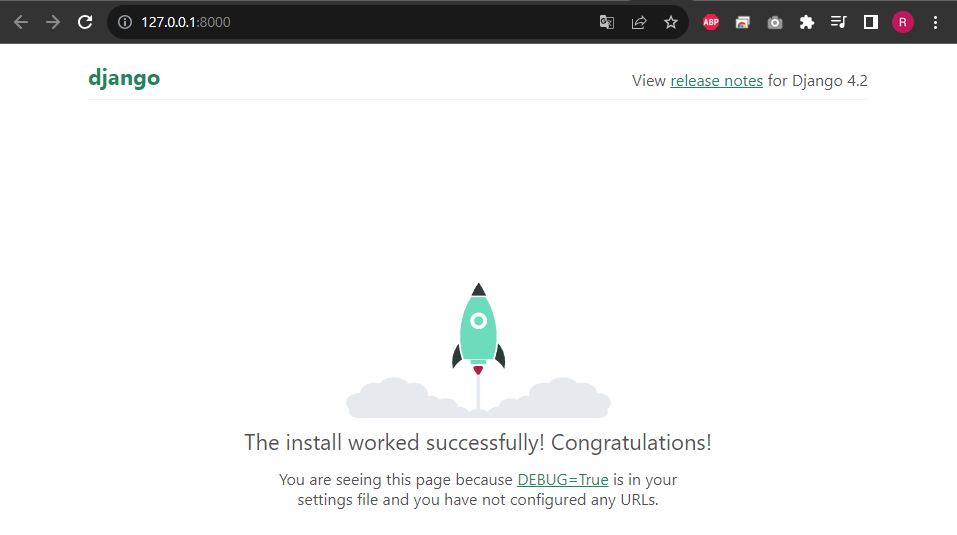 127.0.0.1:8000
ABP
R
django
View release notes for Django 4.2
The install worked successfully! Congratulations!
You are seeing this page because DEBUG=True is in your
settings file and you have not configured any URLs.